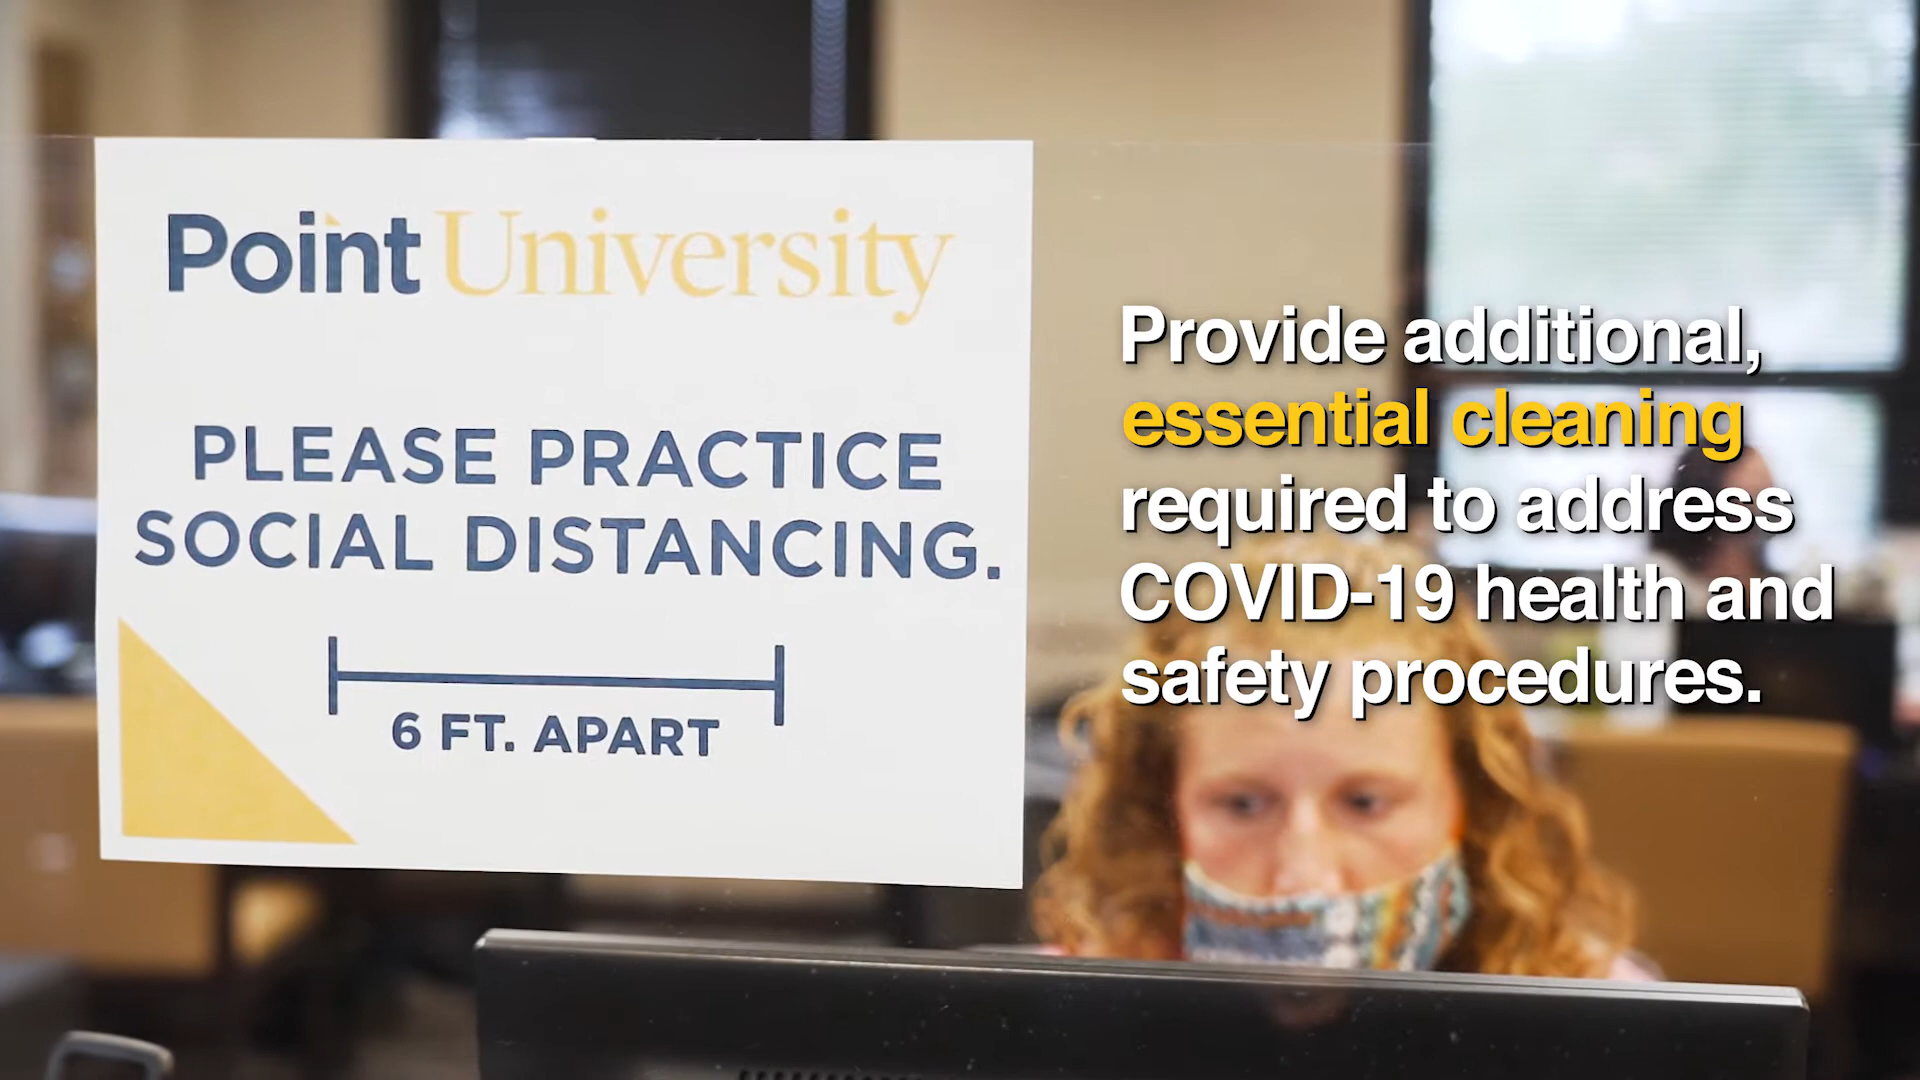 Point University
PLEASE PRACTICE
SOCIAL DISTANCING.
6 FT. APART
Provide additional,
essential cleaning
required to address
COVID-19 health and
safety procedures.